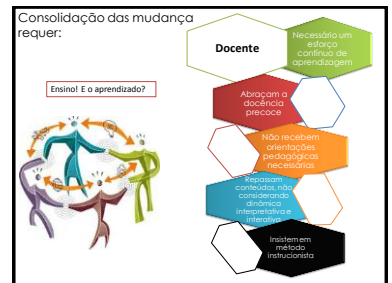 Consolidação das mudança
requer:
Ensino! E o aprendizado?
Docente
Necessário um
esforço
contínuo de
aprendizagem
Abraçam a
docência
precoce
Não recebem
orientações
pedagógicas
necessárias
Repassam
conteúdos, não
considerando
dinâmica
interpretativa e
interativa
Insistem em
método
instrucionista